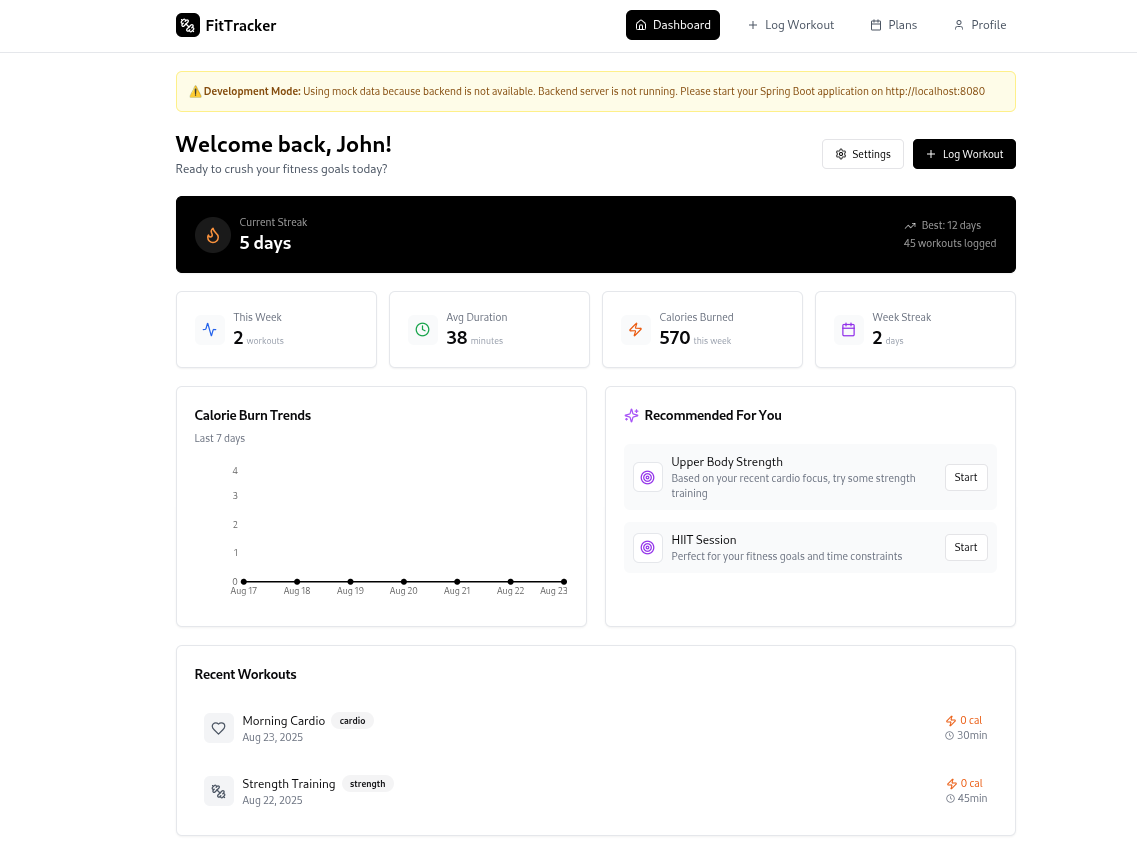 FitTracker
Dashboard
Log Workout
Plans
Profile
⚠️ Development Mode: Using mock data because backend is not available. Backend server is not running. Please start your Spring Boot application on http://localhost:8080
Welcome back, John!
Ready to crush your fitness goals today?
Settings
Log Workout
Current Streak
5 days
Best: 12 days
45 workouts logged
This Week
2 workouts
Avg Duration
38 minutes
Calories Burned
570 this week
Week Streak
2 days
Calorie Burn Trends
Last 7 days
4
3
2
1
0
Aug 17
Aug 18
Aug 19
Aug 20
Aug 21
Aug 22
Aug 23
Recommended For You
Upper Body Strength
Based on your recent cardio focus, try some strength
training
Start
HIIT Session
Perfect for your fitness goals and time constraints
Start
Recent Workouts
Morning Cardio cardio
Aug 23, 2025
0 cal
30min
Strength Training strength
Aug 22, 2025
0 cal
45min